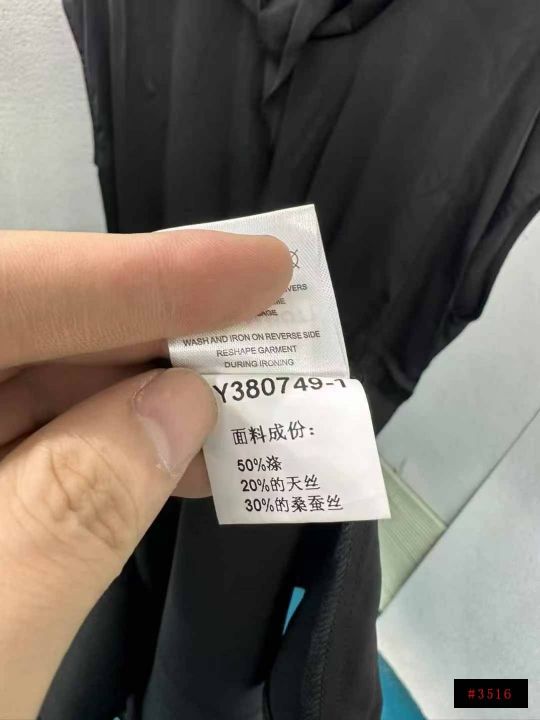 WASH AND IRON ON REVERSE SIDE
RESHAPE GARMENT
DURING IRONING
Y380749-1
面料成份:
50%涤
20%的天丝
30%的桑蚕丝
#3516